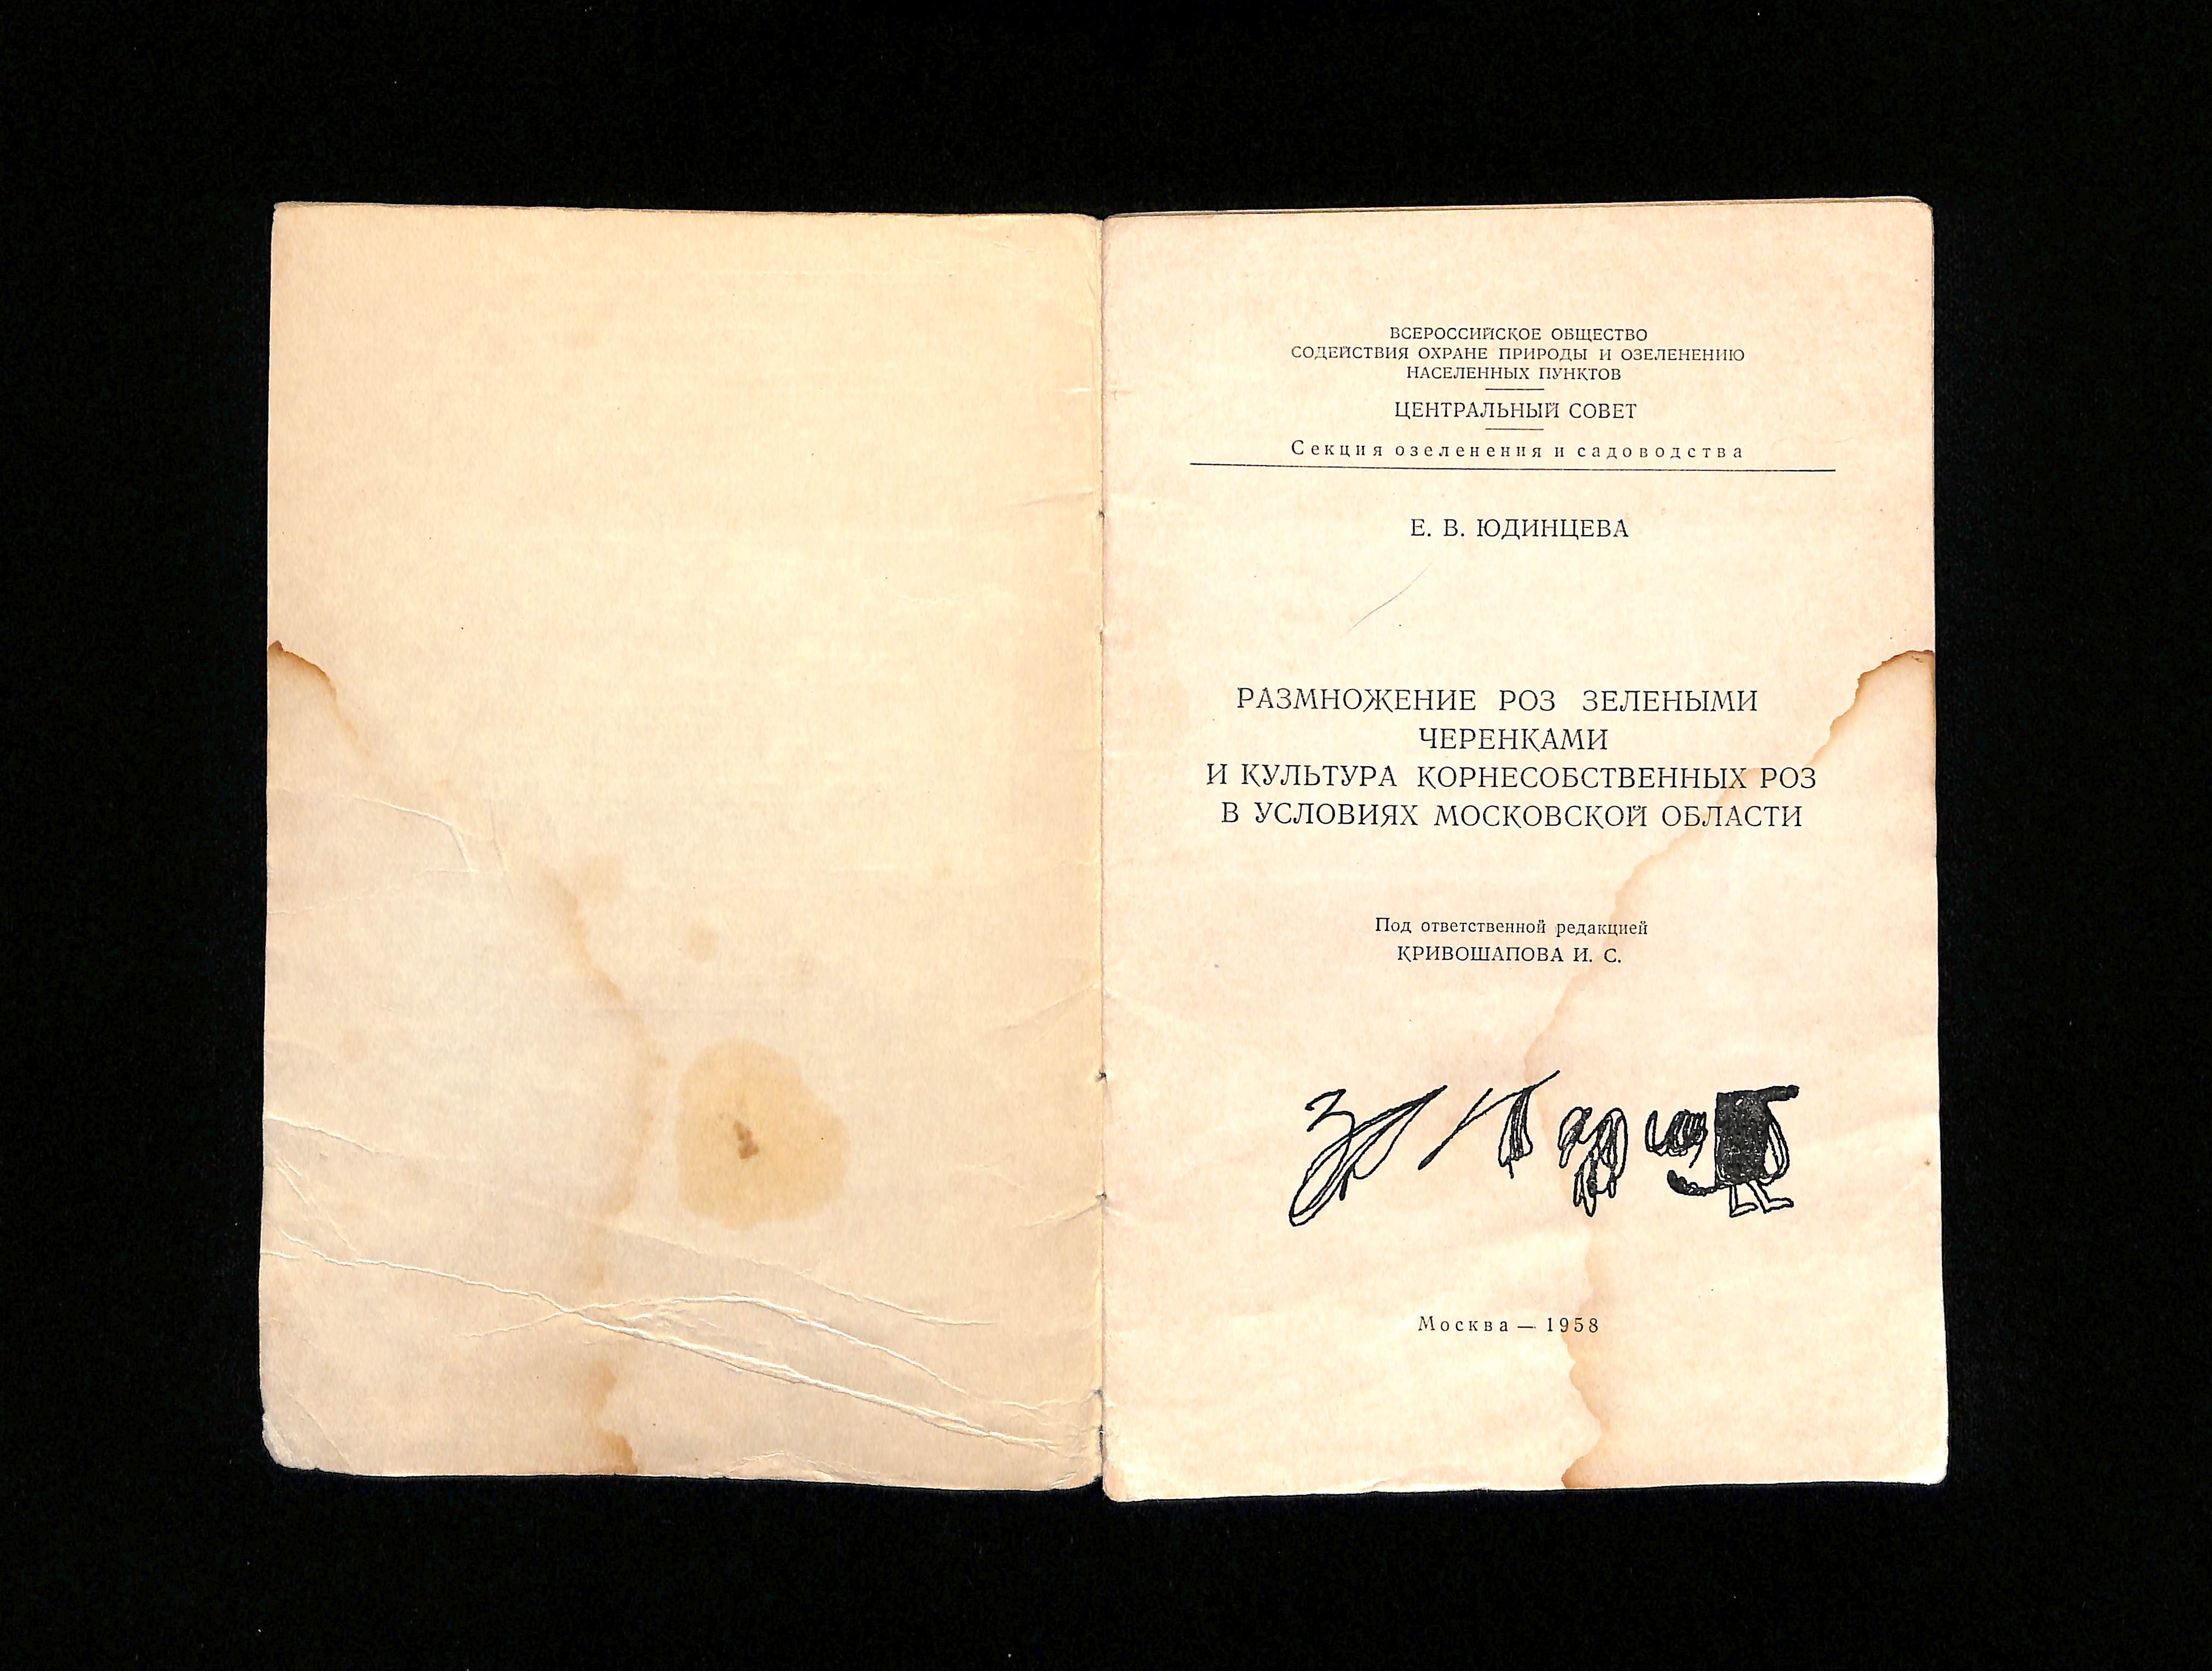 ВСЕРОССИЙСКОЕ ОБЩЕСТВО
СОДЕЙСТВИЯ ОХРАНЕ ПРИРОДЫ И ОЗЕЛЕНЕНИЮ
НАСЕЛЕННЫХ ПУНКТОВ
ЦЕНТРАЛЬНЫЙ СОВЕТ
Секция озеленения и садоводства
Е. В. ЮДИНЦЕВА
РАЗМНОЖЕНИЕ РОЗ ЗЕЛЕНЫМИ
ЧЕРЕНКАМИ
И КУЛЬТУРА КОРНЕСОБСТВЕННЫХ РОЗ
В УСЛОВИЯХ МОСКОВСКОЙ ОБЛАСТИ
Под ответственной редакцией
КРИВОШАПОВА И. С.
Москва — 1958